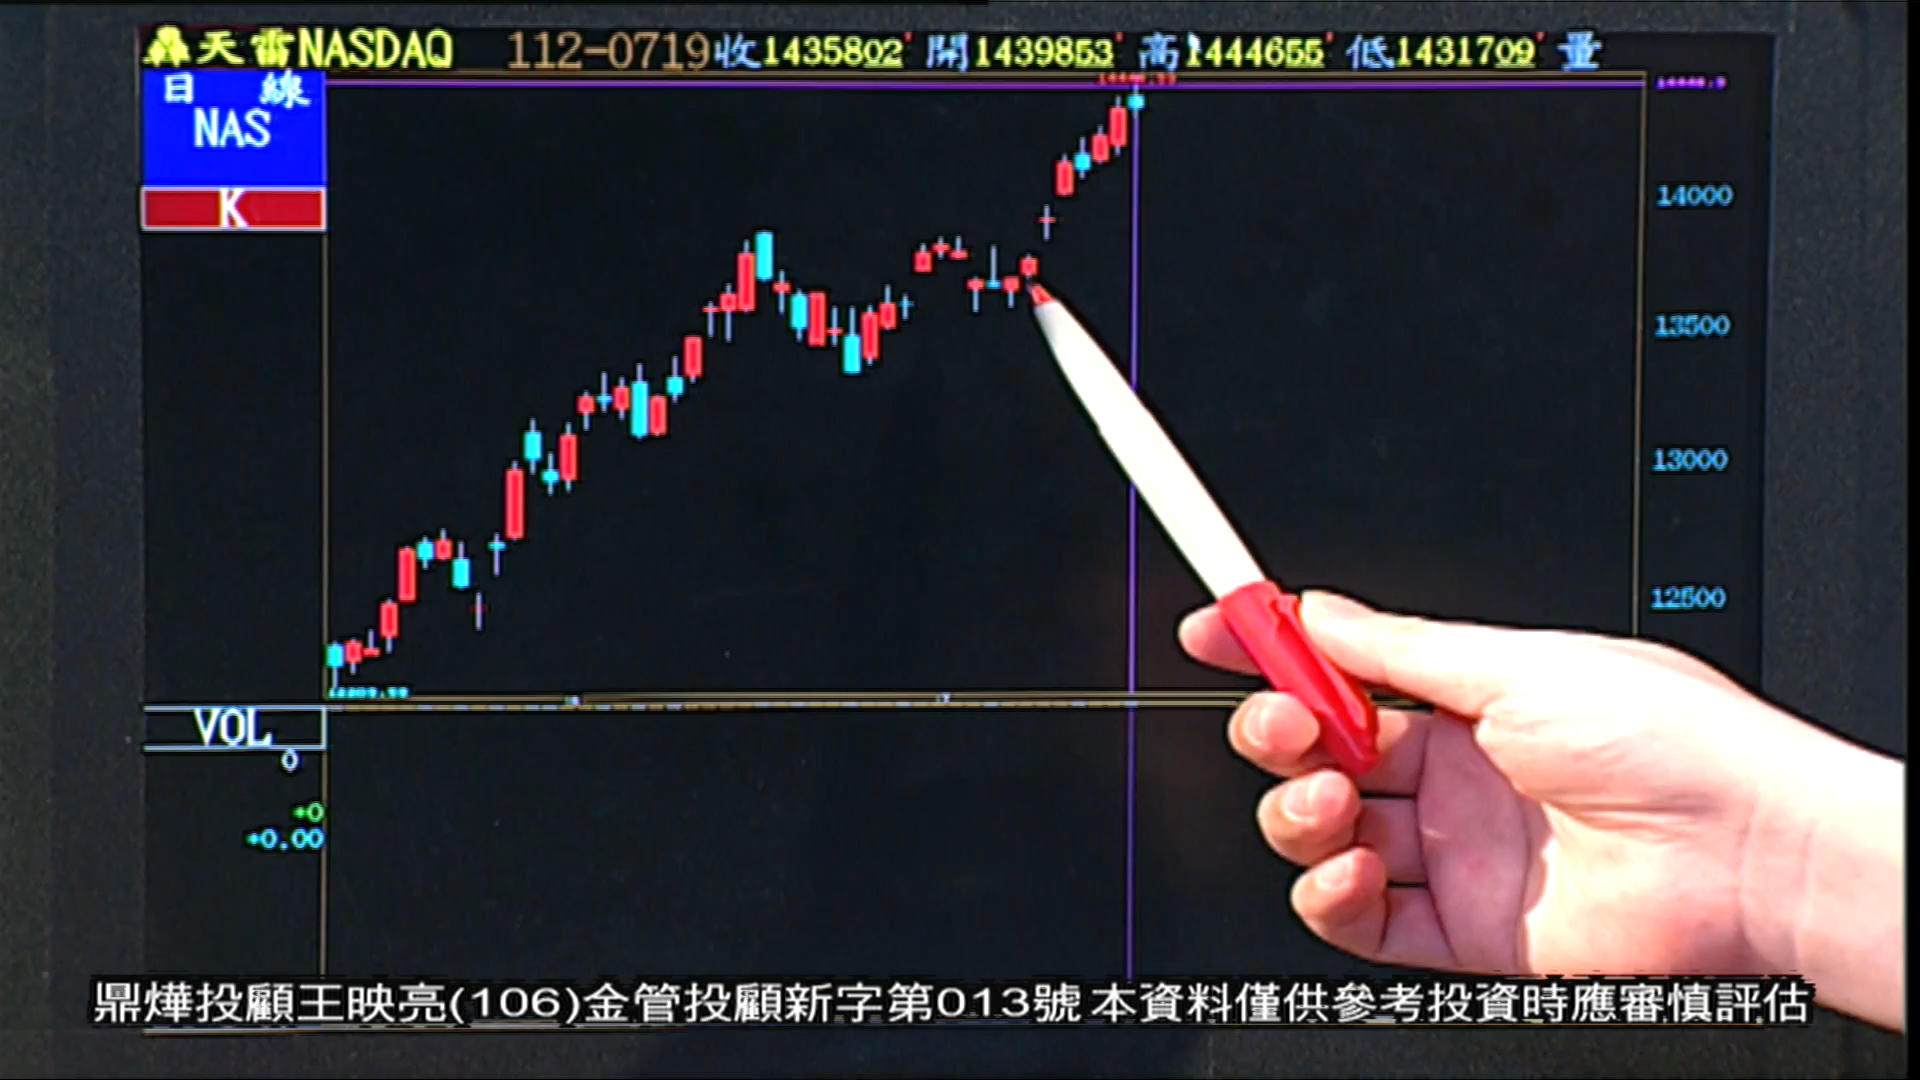 天雷NASDAQ 112-0719收1435802 開1439853 高1444655 低1431709 量
日 線
NAS
K
14000
13500
13000
12500
VOL
0
+0
+0.00
鼎燁投顧王映亮(106)金管投顧新字第013號 本資料僅供參考投資時應審慎評估